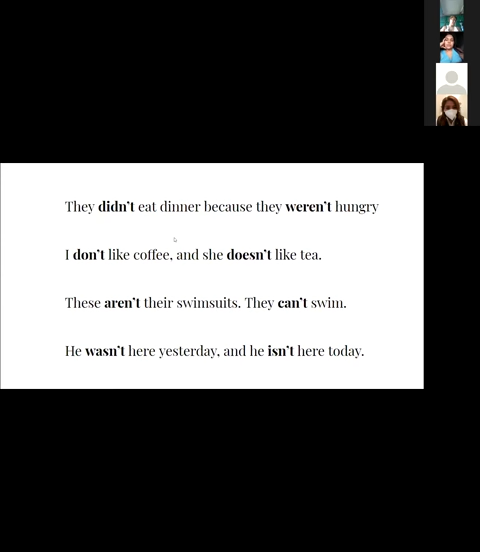 They didn't eat dinner because they weren't hungry
I don't like coffee, and she doesn't like tea.
These aren't their swimsuits. They can't swim.
He wasn't here yesterday, and he isn't here today.